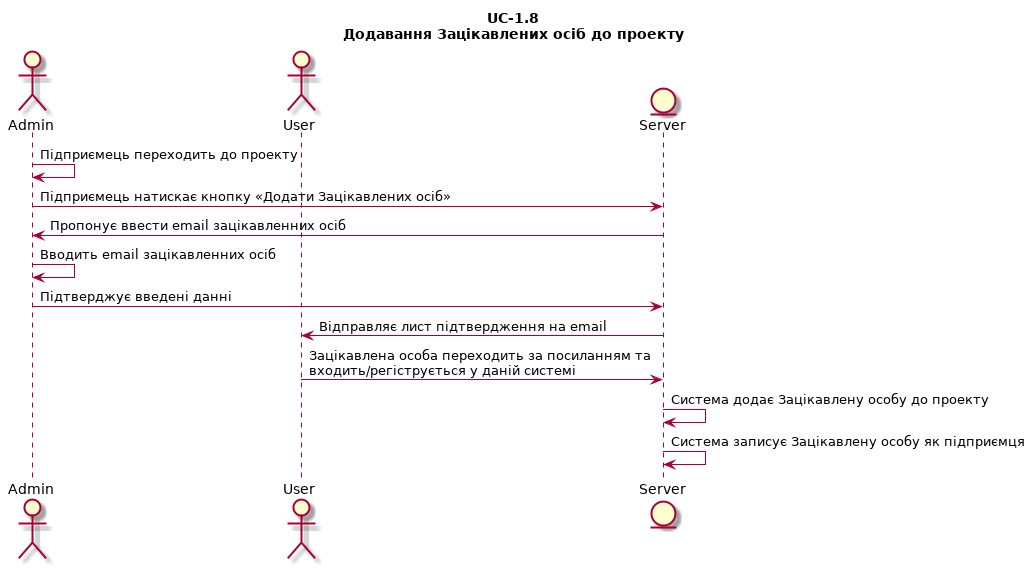 UC-1.8
Додавання Зацікавлених осіб до проекту
Admin
User
Server
Підприємець переходить до проекту
Підприємець натискає кнопку «Додати Зацікавлених осіб»
Пропонує ввести email зацікавленних осіб
Вводить email зацікавленних осіб
Підтверджує введені данні
Відправляє лист підтвердження на email
Зацікавлена особа переходить за посиланням та
входить/регіструється у даній системі
Система додає Зацікавлену особу до проекту
Система записує Зацікавлену особу як підприємця
Admin
User
Server